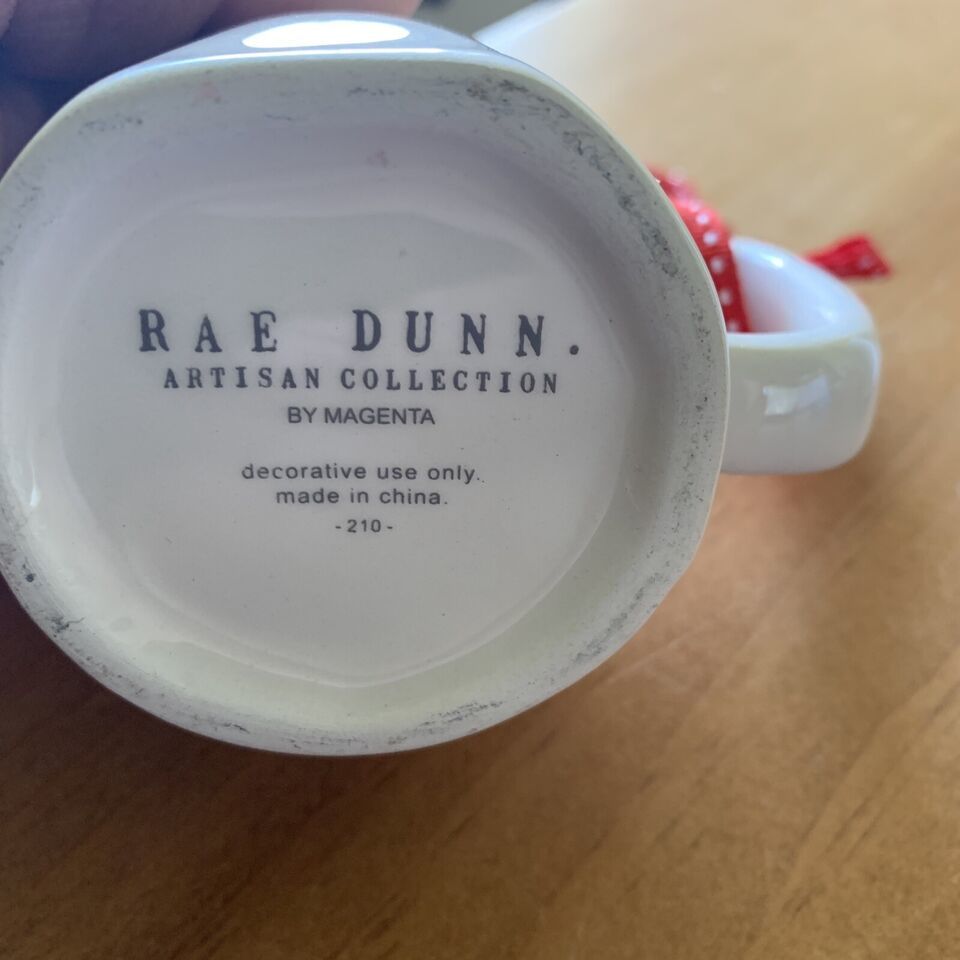 RAE DUNN.
ARTISAN COLLECTION
BY MAGENTA
decorative use only.
made in china.
- 210 -